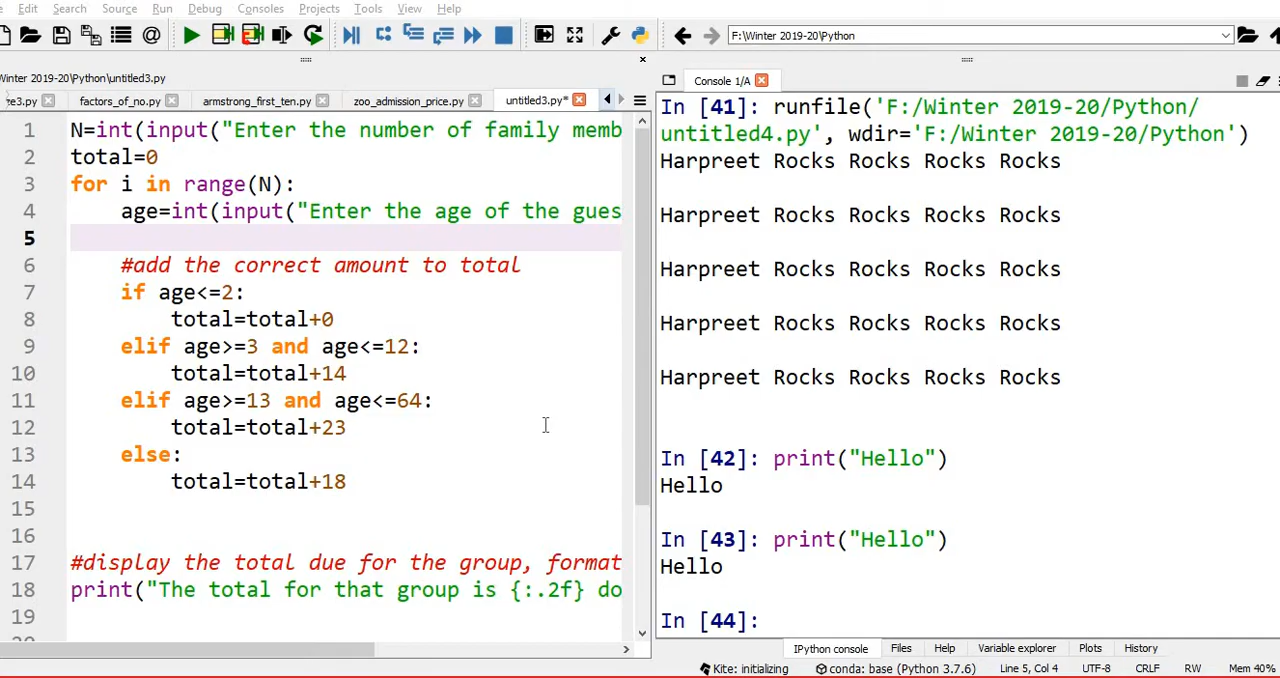 Edit Search Source Run Debug Consoles Projects Tools View Help
F:\Winter 2019-20\Python
Winter 2019-20\Python\untitled3.py
ze3.py factors_of_no.py armstrong_first_ten.py zoo_admission_price.py untitled3.py*
1 N=int(input("Enter the number of family memb
2 total=0
3 for i in range(N):
4 age=int(input("Enter the age of the gues
5
6 #add the correct amount to total
7 if age<=2:
8 total=total+0
9 elif age>=3 and age<=12:
10 total=total+14
11 elif age>=13 and age<=64:
12 total=total+23
13 else:
14 total=total+18
15
16
17 #display the total due for the group, format
18 print("The total for that group is {:.2f} do
19
Console 1/A
In [41]: runfile('F:/Winter 2019-20/Python/
untitled4.py', wdir='F:/Winter 2019-20/Python')
Harpreet Rocks Rocks Rocks Rocks
Harpreet Rocks Rocks Rocks Rocks
Harpreet Rocks Rocks Rocks Rocks
Harpreet Rocks Rocks Rocks Rocks
Harpreet Rocks Rocks Rocks Rocks
In [42]: print("Hello")
Hello
In [43]: print("Hello")
Hello
In [44]:
IPython console Files Help Variable explorer Plots History
Kite: initializing conda: base (Python 3.7.6) Line 5, Col 4 UTF-8 CRLF RW Mem 40%